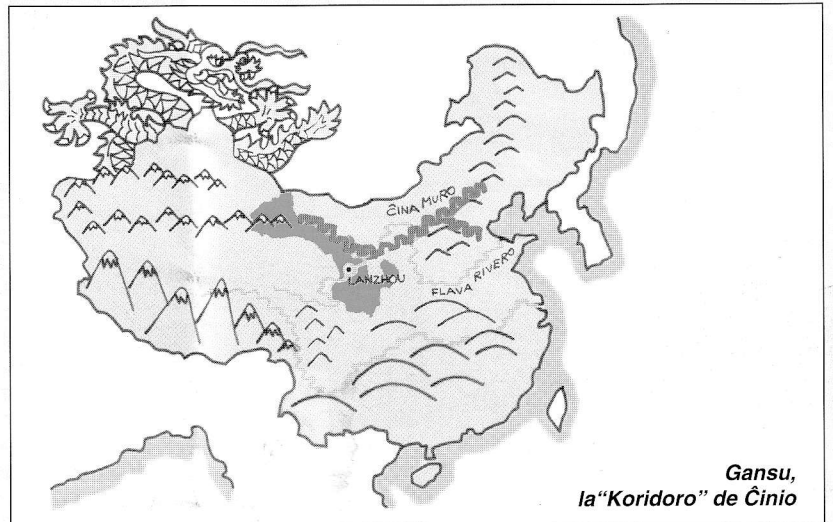 ĈINA MURO
LANZHOU
FLAVA RIVERO
Gansu,
la“Koridoro” de Ĉinio